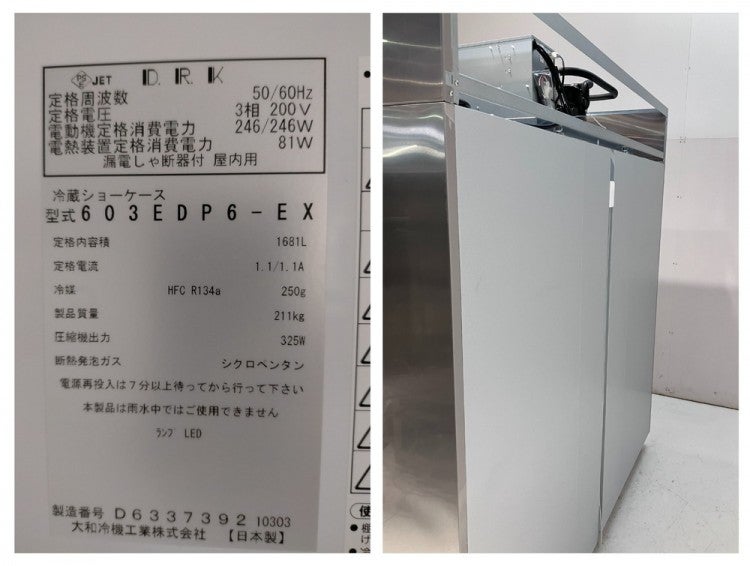 JET D.R.K
定格周波数 50/60Hz
定格電圧 3相 200V
電動機定格消費電力 246/246W
電熱装置定格消費電力 81W
漏電しゃ断器付 屋内用
冷蔵ショーケース
型式 603EDP6-EX
定格内容積 1681L
定格電流 1.1/1.1A
冷媒 HFC R134a 250g
製品質量 211kg
圧縮機出力 325W
断熱発泡ガス シクロペンタン
電源再投入は7分以上待ってから行って下さい
本製品は雨水中ではご使用できません
ランプ LED
製造番号 D6337392 10303
大和冷機工業株式会社 【日本製】
使